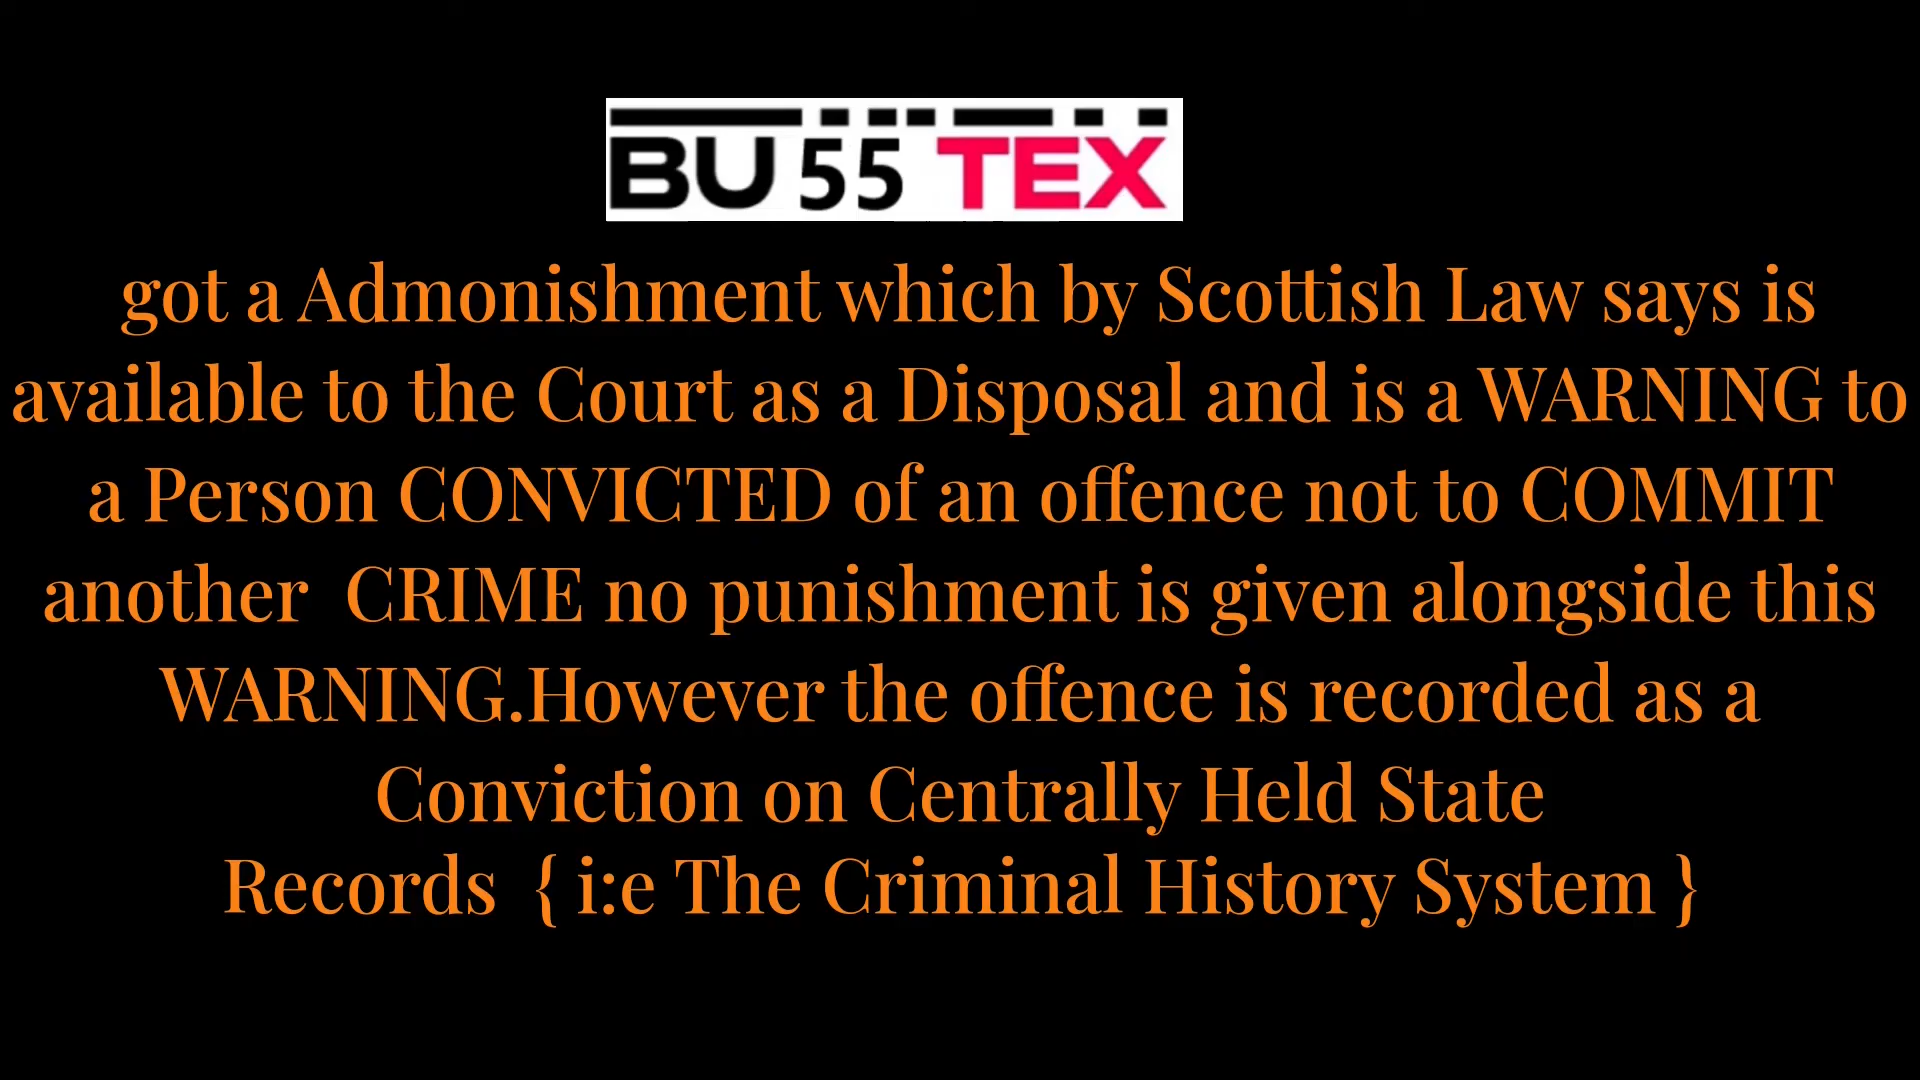 BU55 TEX
got a Admonishment which by Scottish Law says is
available to the Court as a Disposal and is a WARNING to
a Person CONVICTED of an offence not to COMMIT
another  CRIME no punishment is given alongside this
WARNING.However the offence is recorded as a
Conviction on Centrally Held State
Records  { i:e The Criminal History System }